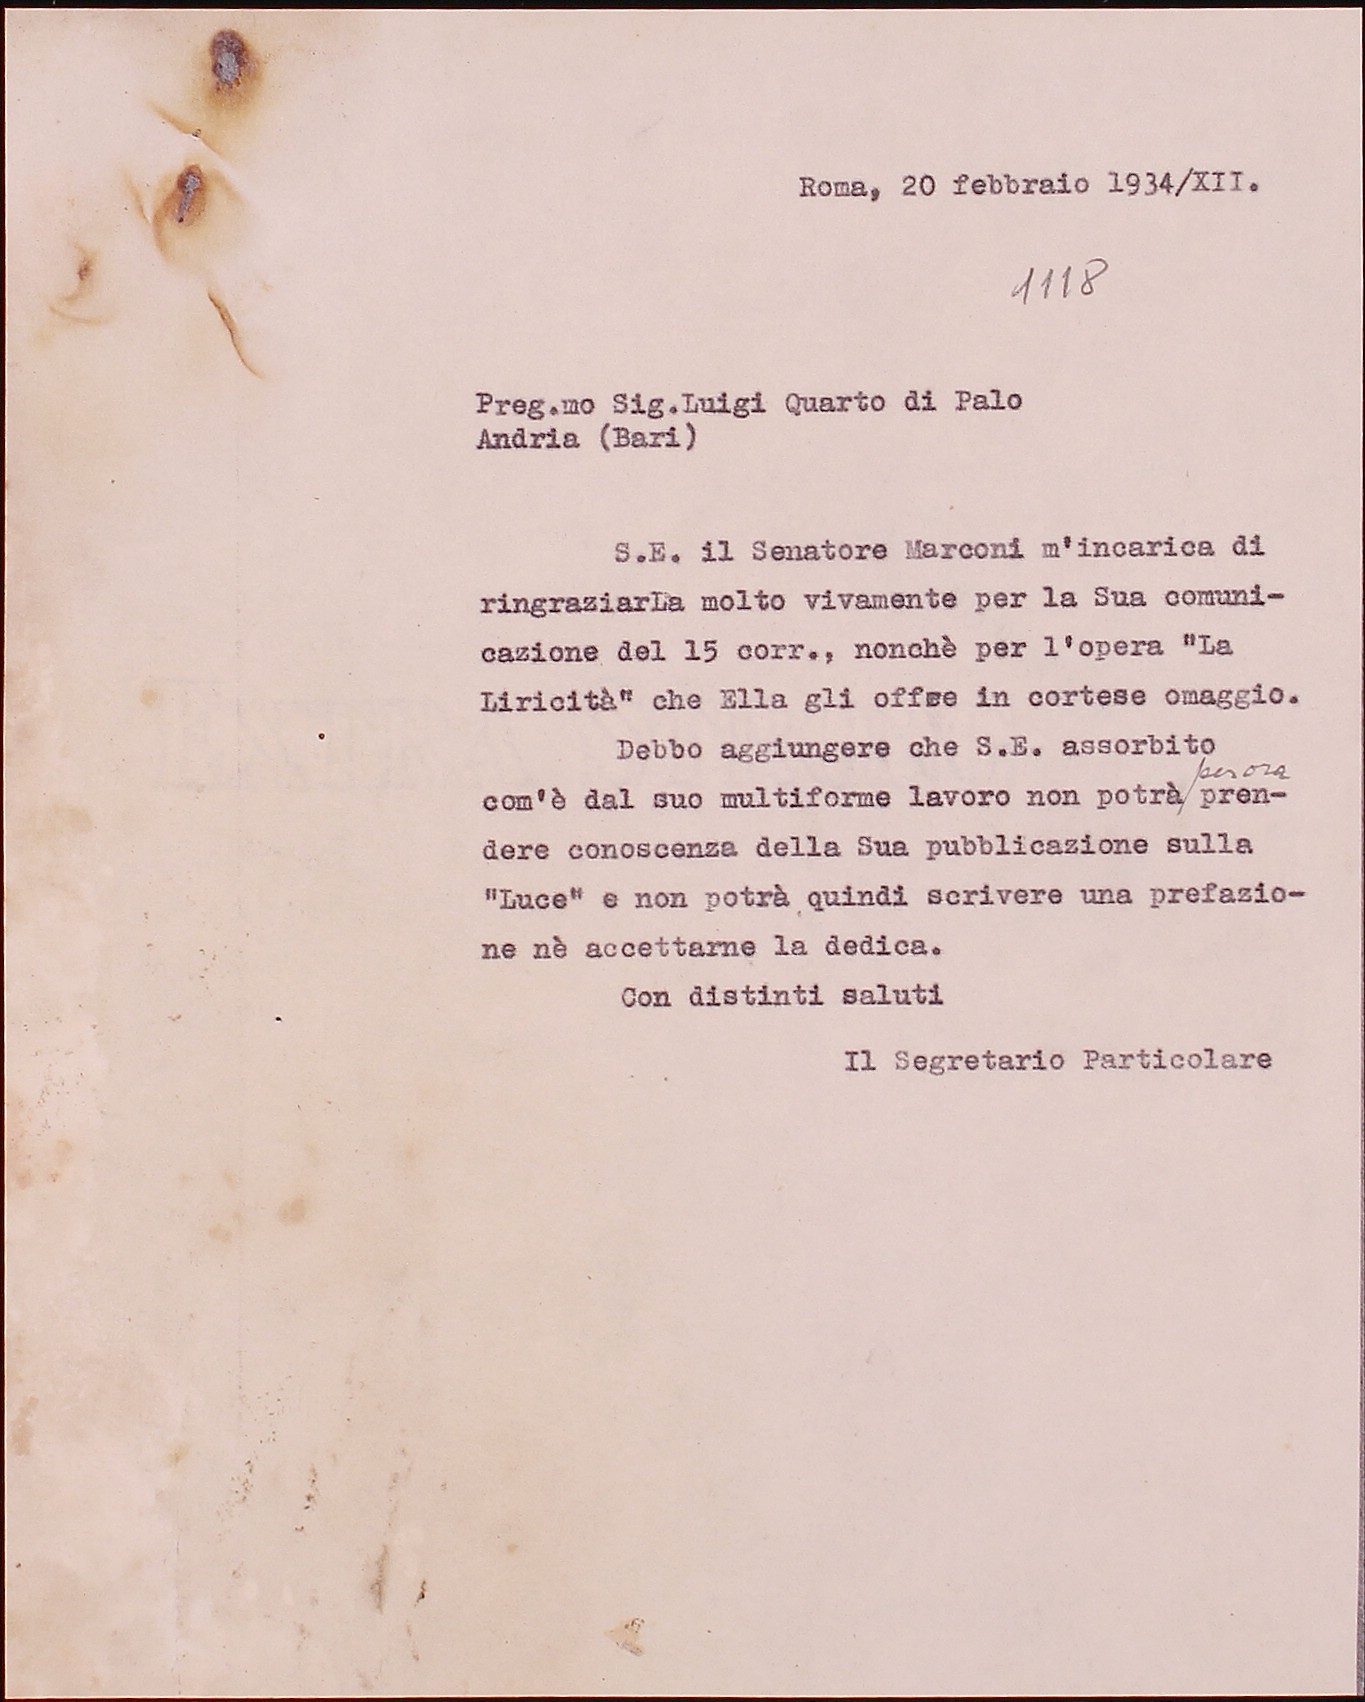 Roma, 20 febbraio 1934/XII.
1118
Preg.mo Sig.Luigi Quarto di Palo
Andria (Bari)
S.E. il Senatore Marconi m'incarica di
ringraziarLa molto vivamente per la Sua comuni-
cazione del 15 corr., nonchè per l'opera "La
Liricità" che Ella gli offre in cortese omaggio.
Debbo aggiungere che S.E. assorbito
per ora
com'è dal suo multiforme lavoro non potrà/pren-
dere conoscenza della Sua pubblicazione sulla
"Luce" e non potrà quindi scrivere una prefazio-
ne nè accettarne la dedica.
Con distinti saluti
Il Segretario Particolare